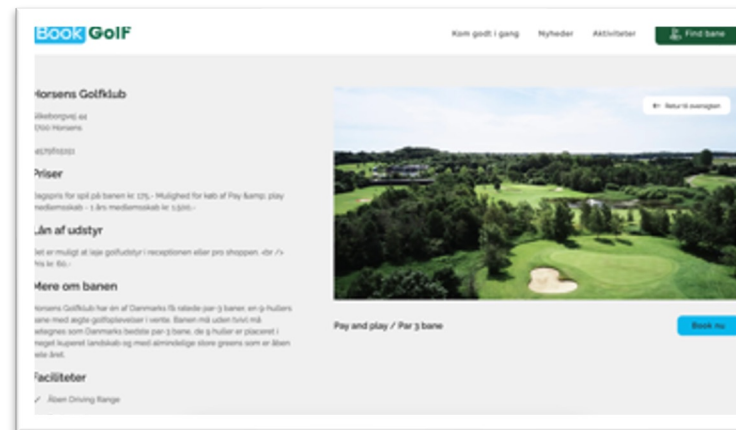 Book Golf
Kom godt i gang
Nyheder
Aktiviteter
Find bane
Horsens Golfklub
Silkeborgvej 44
8700 Horsens
Priser
Dagspris for spil på banen kr. 175,- Mulighed for køb af Pay &amp; play
medlemsskab - 1 års medlemsskab kr. 1.500,-
Lån af udstyr
Det er muligt at leje golfudstyr i receptionen eller pro shoppen. <br />
Pris kr. 60,-
Mere om banen
Horsens Golfklub har én af Danmarks få ratede par-3 baner, en 9-hullers
bane med ægte golfoplevelser i vente. Banen må uden tvivl må
betegnes som Danmarks bedste par-3 bane, de 9 huller er placeret i
meget kuperet landskab og med almindelige store greens som er åben
hele året.
Faciliteter
Åben Driving Range
Retur til oversigten
Pay and play / Par 3 bane
Book nu